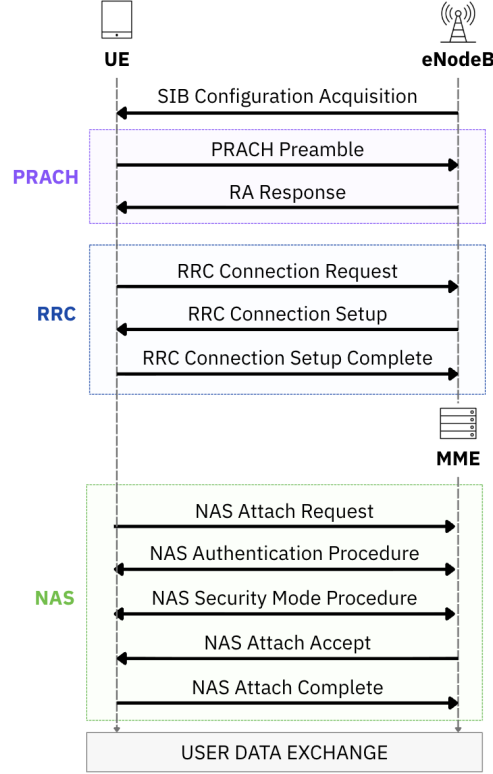 UE
eNodeB
SIB Configuration Acquisition
PRACH
PRACH Preamble
RA Response
RRC
RRC Connection Request
RRC Connection Setup
RRC Connection Setup Complete
MME
NAS
NAS Attach Request
NAS Authentication Procedure
NAS Security Mode Procedure
NAS Attach Accept
NAS Attach Complete
USER DATA EXCHANGE